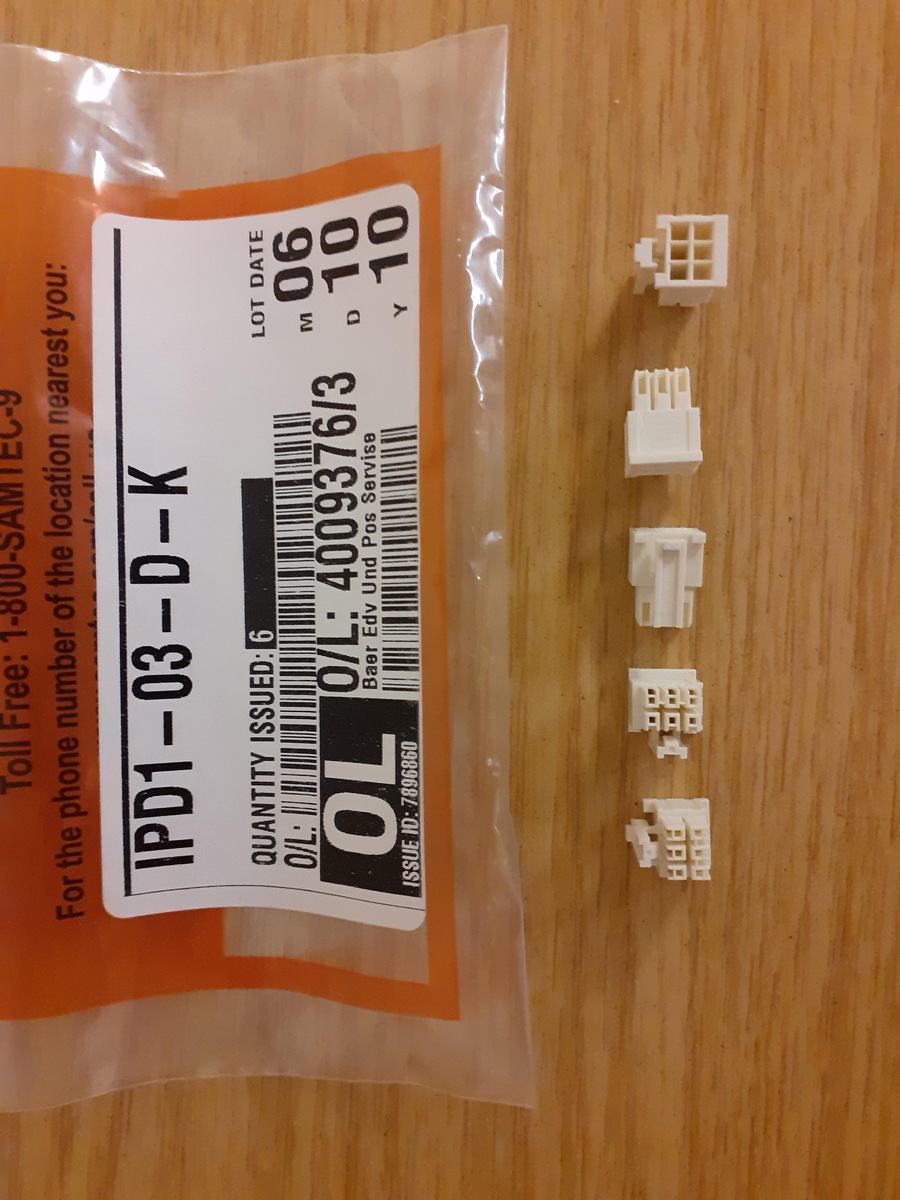 Toll Free: 1-800-SAMTEC-9
For the phone number of the location nearest you:
IPD1-03-D-K
LOT DATE
M 06
D 10
Y 10
QUANTITY ISSUED: 6
O/L:
O/L: 4009376/3
Baer Edv Und Pos Servise
OL
ISSUE ID: 7896860